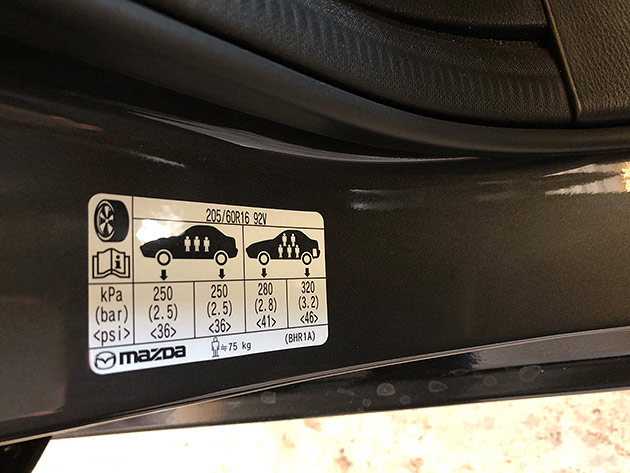 205/60R16 92V
kPa 250 250 280 320
(bar) (2.5) (2.5) (2.8) (3.2)
<psi> <36> <36> <41> <46>
mazda 75 kg (BHR1A)